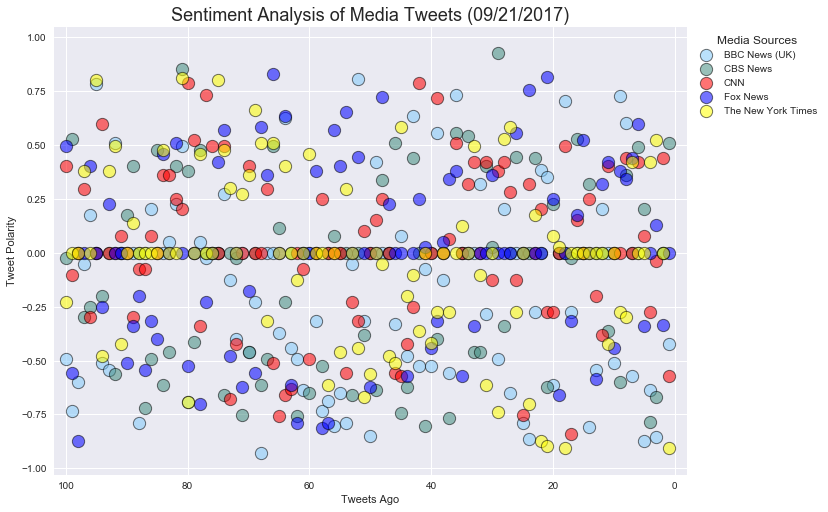 Sentiment Analysis of Media Tweets (09/21/2017)
Media Sources
BBC News (UK)
CBS News
CNN
Fox News
The New York Times
Tweet Polarity
1.00
0.75
0.50
0.25
0.00
−0.25
−0.50
−0.75
−1.00
100 80 60 40 20 0
Tweets Ago